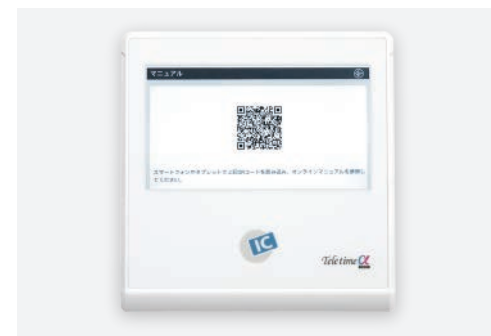 マニュアル
スマートフォンやタブレットで上記QRコードを読み込み、オンラインマニュアルを参照し
てください。
IC
Teletime α